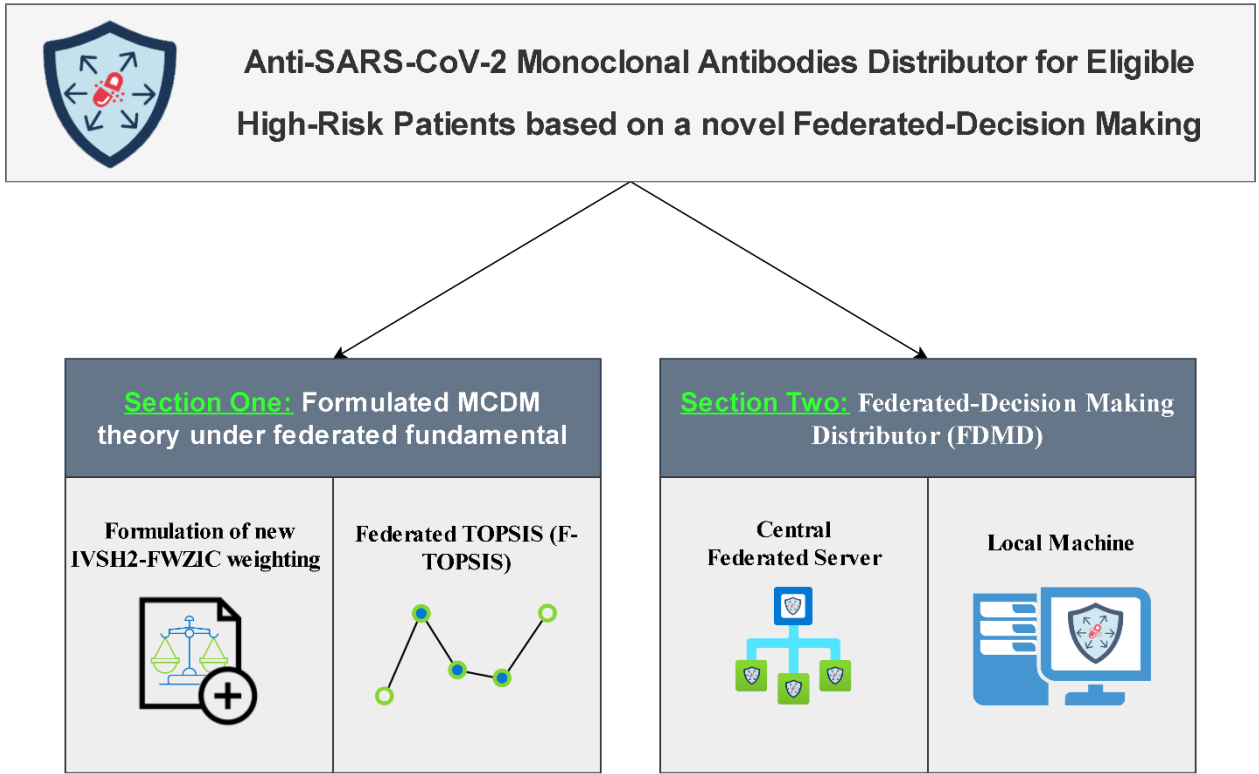 Anti-SARS-CoV-2 Monoclonal Antibodies Distributor for Eligible
High-Risk Patients based on a novel Federated-Decision Making
Section One: Formulated MCDM
theory under federated fundamental
Formulation of new
IVSH2-FWZIC weighting
Federated TOPSIS (F-
TOPSIS)
Section Two: Federated-Decision Making
Distributor (FDMD)
Central
Federated Server
Local Machine